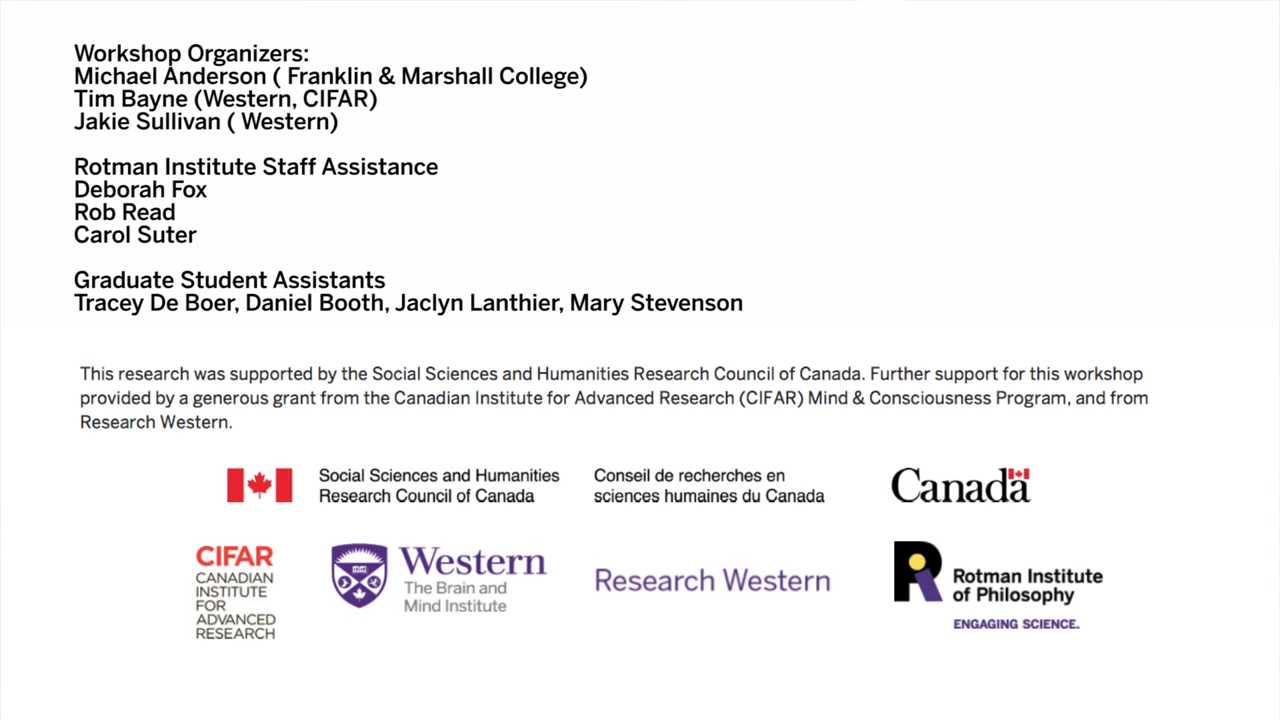 Workshop Organizers:
Michael Anderson ( Franklin & Marshall College)
Tim Bayne (Western, CIFAR)
Jakie Sullivan ( Western)
Rotman Institute Staff Assistance
Deborah Fox
Rob Read
Carol Suter
Graduate Student Assistants
Tracey De Boer, Daniel Booth, Jaclyn Lanthier, Mary Stevenson
This research was supported by the Social Sciences and Humanities Research Council of Canada. Further support for this workshop
provided by a generous grant from the Canadian Institute for Advanced Research (CIFAR) Mind & Consciousness Program, and from
Research Western.
Social Sciences and Humanities
Research Council of Canada
Conseil de recherches en
sciences humaines du Canada
Canada
CIFAR
CANADIAN
INSTITUTE
FOR
ADVANCED
RESEARCH
Western
The Brain and
Mind Institute
Research Western
R
Rotman Institute
of Philosophy
ENGAGING SCIENCE.